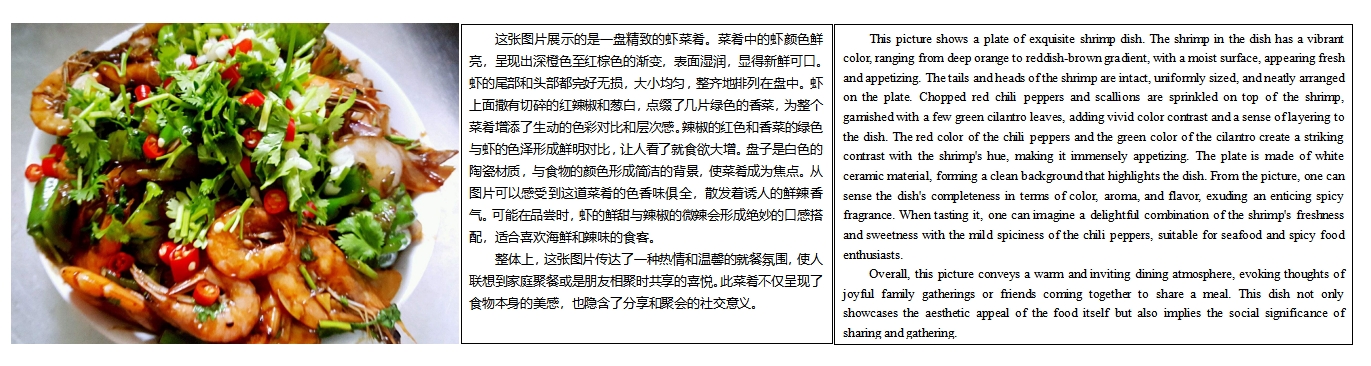 这张图片展示的是一盘精致的虾菜肴。菜肴中的虾颜色鲜
亮，呈现出深橙色至红棕色的渐变，表面湿润，显得新鲜可口。
虾的尾部和头部都完好无损，大小均匀，整齐地排列在盘中。虾
上面撒有切碎的红辣椒和葱白，点缀了几片绿色的香菜，为整个
菜肴增添了生动的色彩对比和层次感。辣椒的红色和香菜的绿色
与虾的色泽形成鲜明对比，让人看了就食欲大增。盘子是白色的
陶瓷材质，与食物的颜色形成简洁的背景，使菜肴成为焦点。从
图片可以感受到这道菜肴的色香味俱全，散发着诱人的鲜辣香
气。可能在品尝时，虾的鲜甜与辣椒的微辣会形成绝妙的口感搭
配，适合喜欢海鲜和辣味的食客。
整体上，这张图片传达了一种热情和温馨的就餐氛围，使人
联想到家庭聚餐或是朋友相聚时共享的喜悦。此菜肴不仅呈现了
食物本身的美感，也隐含了分享和聚会的社交意义。
This picture shows a plate of exquisite shrimp dish. The shrimp in the dish has a vibrant
color, ranging from deep orange to reddish-brown gradient, with a moist surface, appearing fresh
and appetizing. The tails and heads of the shrimp are intact, uniformly sized, and neatly arranged
on the plate. Chopped red chili peppers and scallions are sprinkled on top of the shrimp,
garnished with a few green cilantro leaves, adding vivid color contrast and a sense of layering to
the dish. The red color of the chili peppers and the green color of the cilantro create a striking
contrast with the shrimp's hue, making it immensely appetizing. The plate is made of white
ceramic material, forming a clean background that highlights the dish. From the picture, one can
sense the dish's completeness in terms of color, aroma, and flavor, exuding an enticing spicy
fragrance. When tasting it, one can imagine a delightful combination of the shrimp's freshness
and sweetness with the mild spiciness of the chili peppers, suitable for seafood and spicy food
enthusiasts.
Overall, this picture conveys a warm and inviting dining atmosphere, evoking thoughts of
joyful family gatherings or friends coming together to share a meal. This dish not only
showcases the aesthetic appeal of the food itself but also implies the social significance of
sharing and gathering.